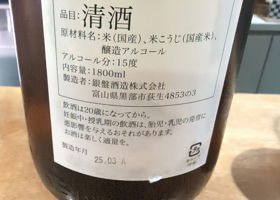 品目：清酒
原材料名：米（国産）、米こうじ（国産米）、
醸造アルコール
アルコール分：15度
内容量：1800ml
製造者：銀盤酒造株式会社
富山県黒部市荻生4853の3
飲酒は20歳になってから。
妊娠中・授乳期の飲酒は、胎児・乳児の発育に
悪影響を与えるおそれがあります。
お酒は楽しく適量を。
製造年月
25.03